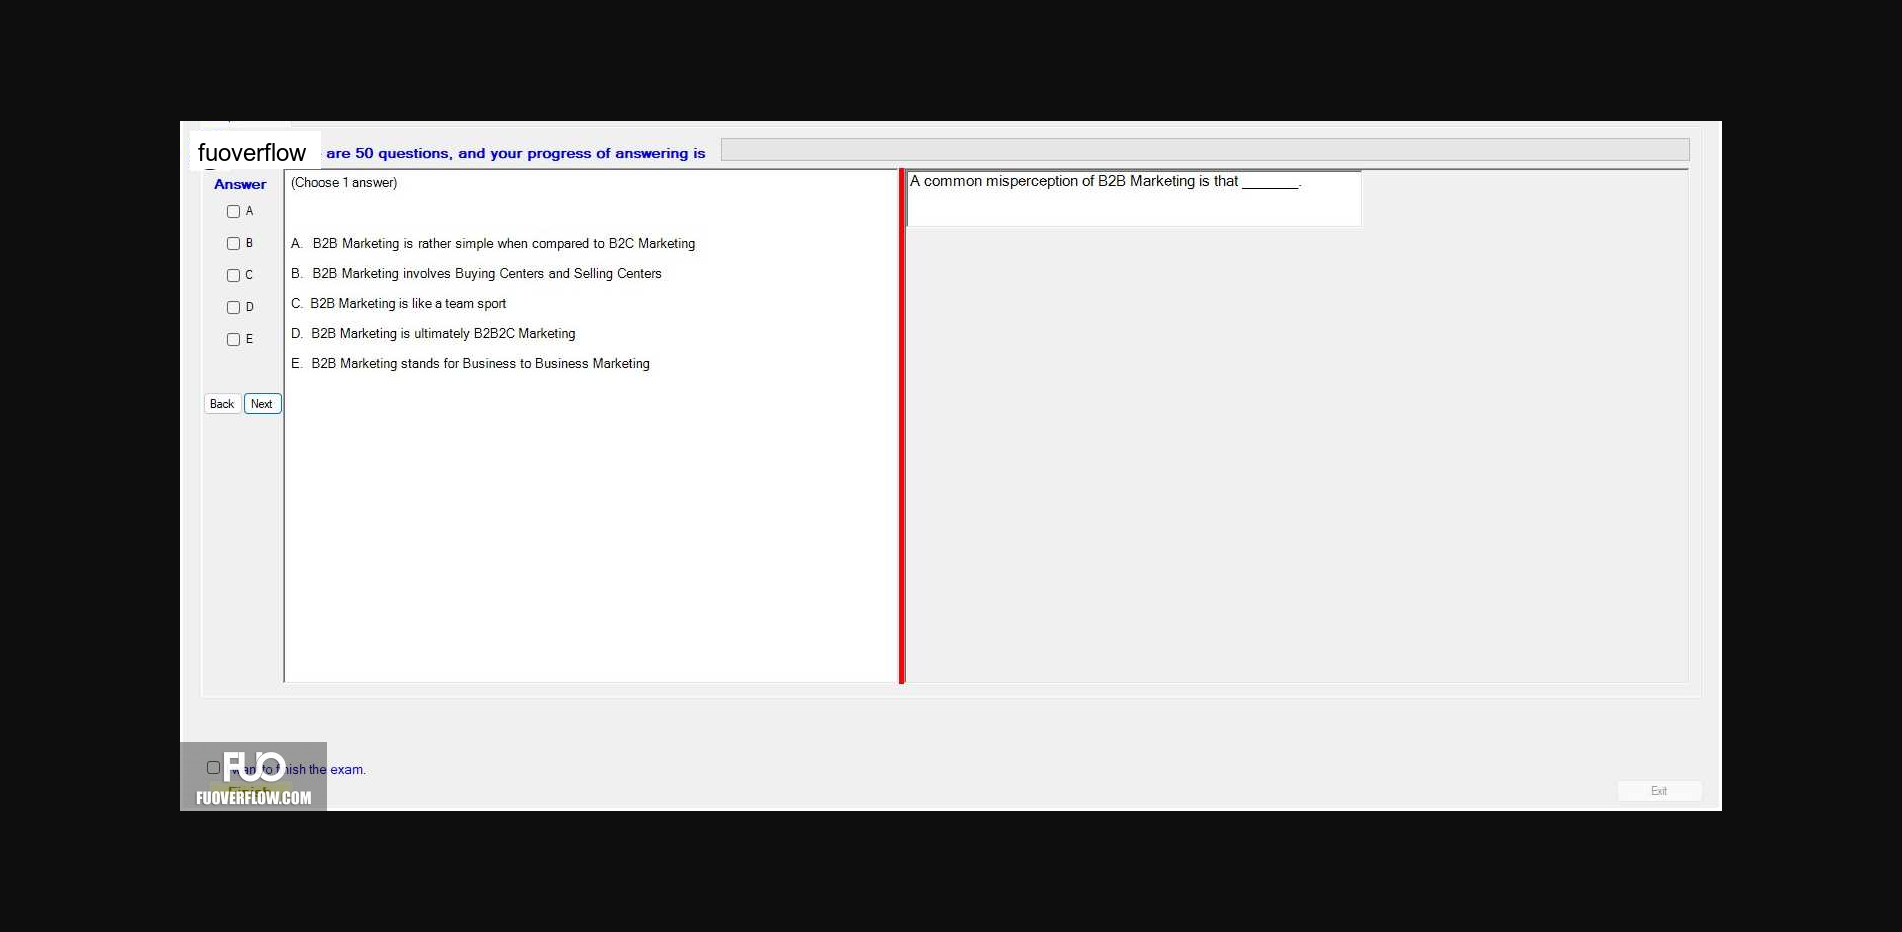 fuoverflow are 50 questions, and your progress of answering is
Answer
A
B
C
D
E
Back Next
(Choose 1 answer)
A. B2B Marketing is rather simple when compared to B2C Marketing
B. B2B Marketing involves Buying Centers and Selling Centers
C. B2B Marketing is like a team sport
D. B2B Marketing is ultimately B2B2C Marketing
E. B2B Marketing stands for Business to Business Marketing
A common misperception of B2B Marketing is that _______.
FUO
want to finish the exam.
Finish
FUOVERFLOW.COM
Exit